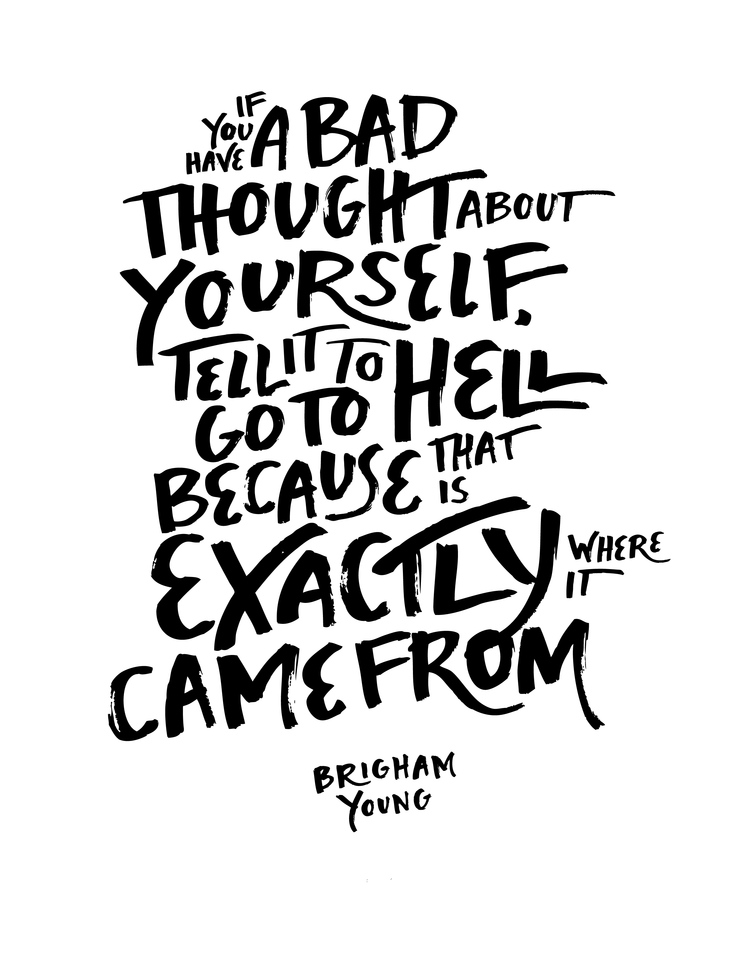 IF
YOU
HAVE A BAD
THOUGHT ABOUT
YOURSELF,
TELL IT TO
GO TO HELL
BECAUSE THAT
IS
EXACTLY WHERE
IT
CAME FROM
BRIGHAM
YOUNG